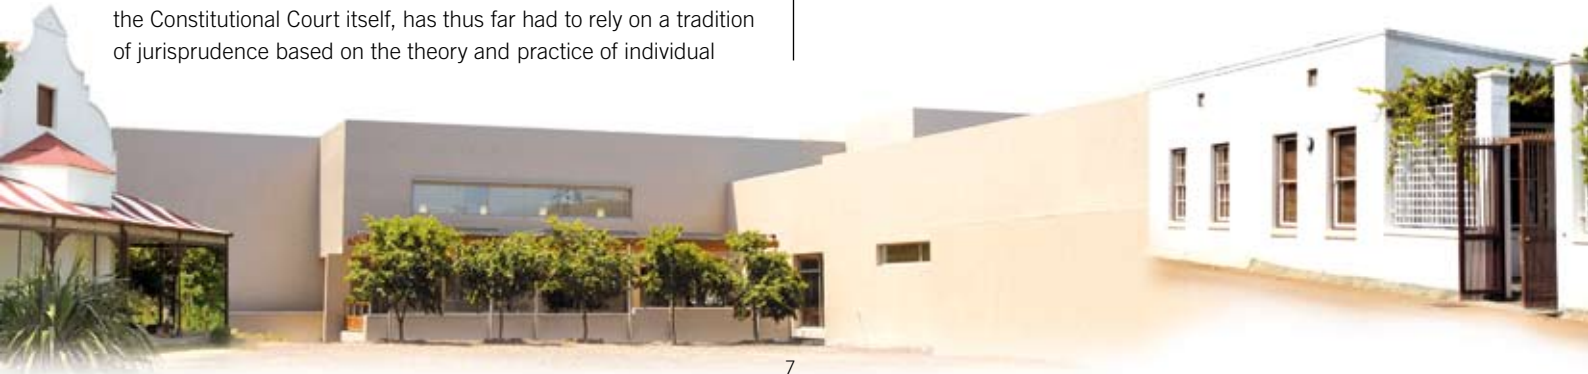 the Constitutional Court itself, has thus far had to rely on a tradition
of jurisprudence based on the theory and practice of individual
7